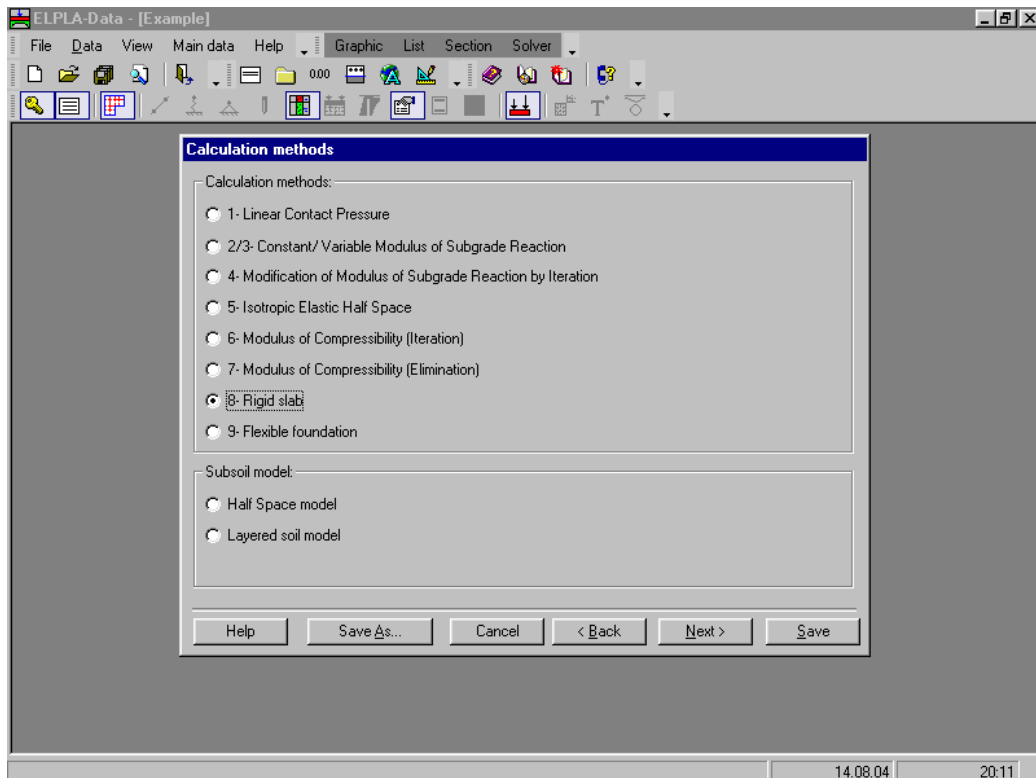 ELPLA-Data - [Example]
File Data View Main data Help Graphic List Section Solver
0.00
Calculation methods
Calculation methods:
1- Linear Contact Pressure
2/3- Constant/ Variable Modulus of Subgrade Reaction
4- Modification of Modulus of Subgrade Reaction by Iteration
5- Isotropic Elastic Half Space
6- Modulus of Compressibility (Iteration)
7- Modulus of Compressibility (Elimination)
8- Rigid slab
9- Flexible foundation
Subsoil model:
Half Space model
Layered soil model
Help Save As... Cancel < Back Next > Save
14.08.04 20:11